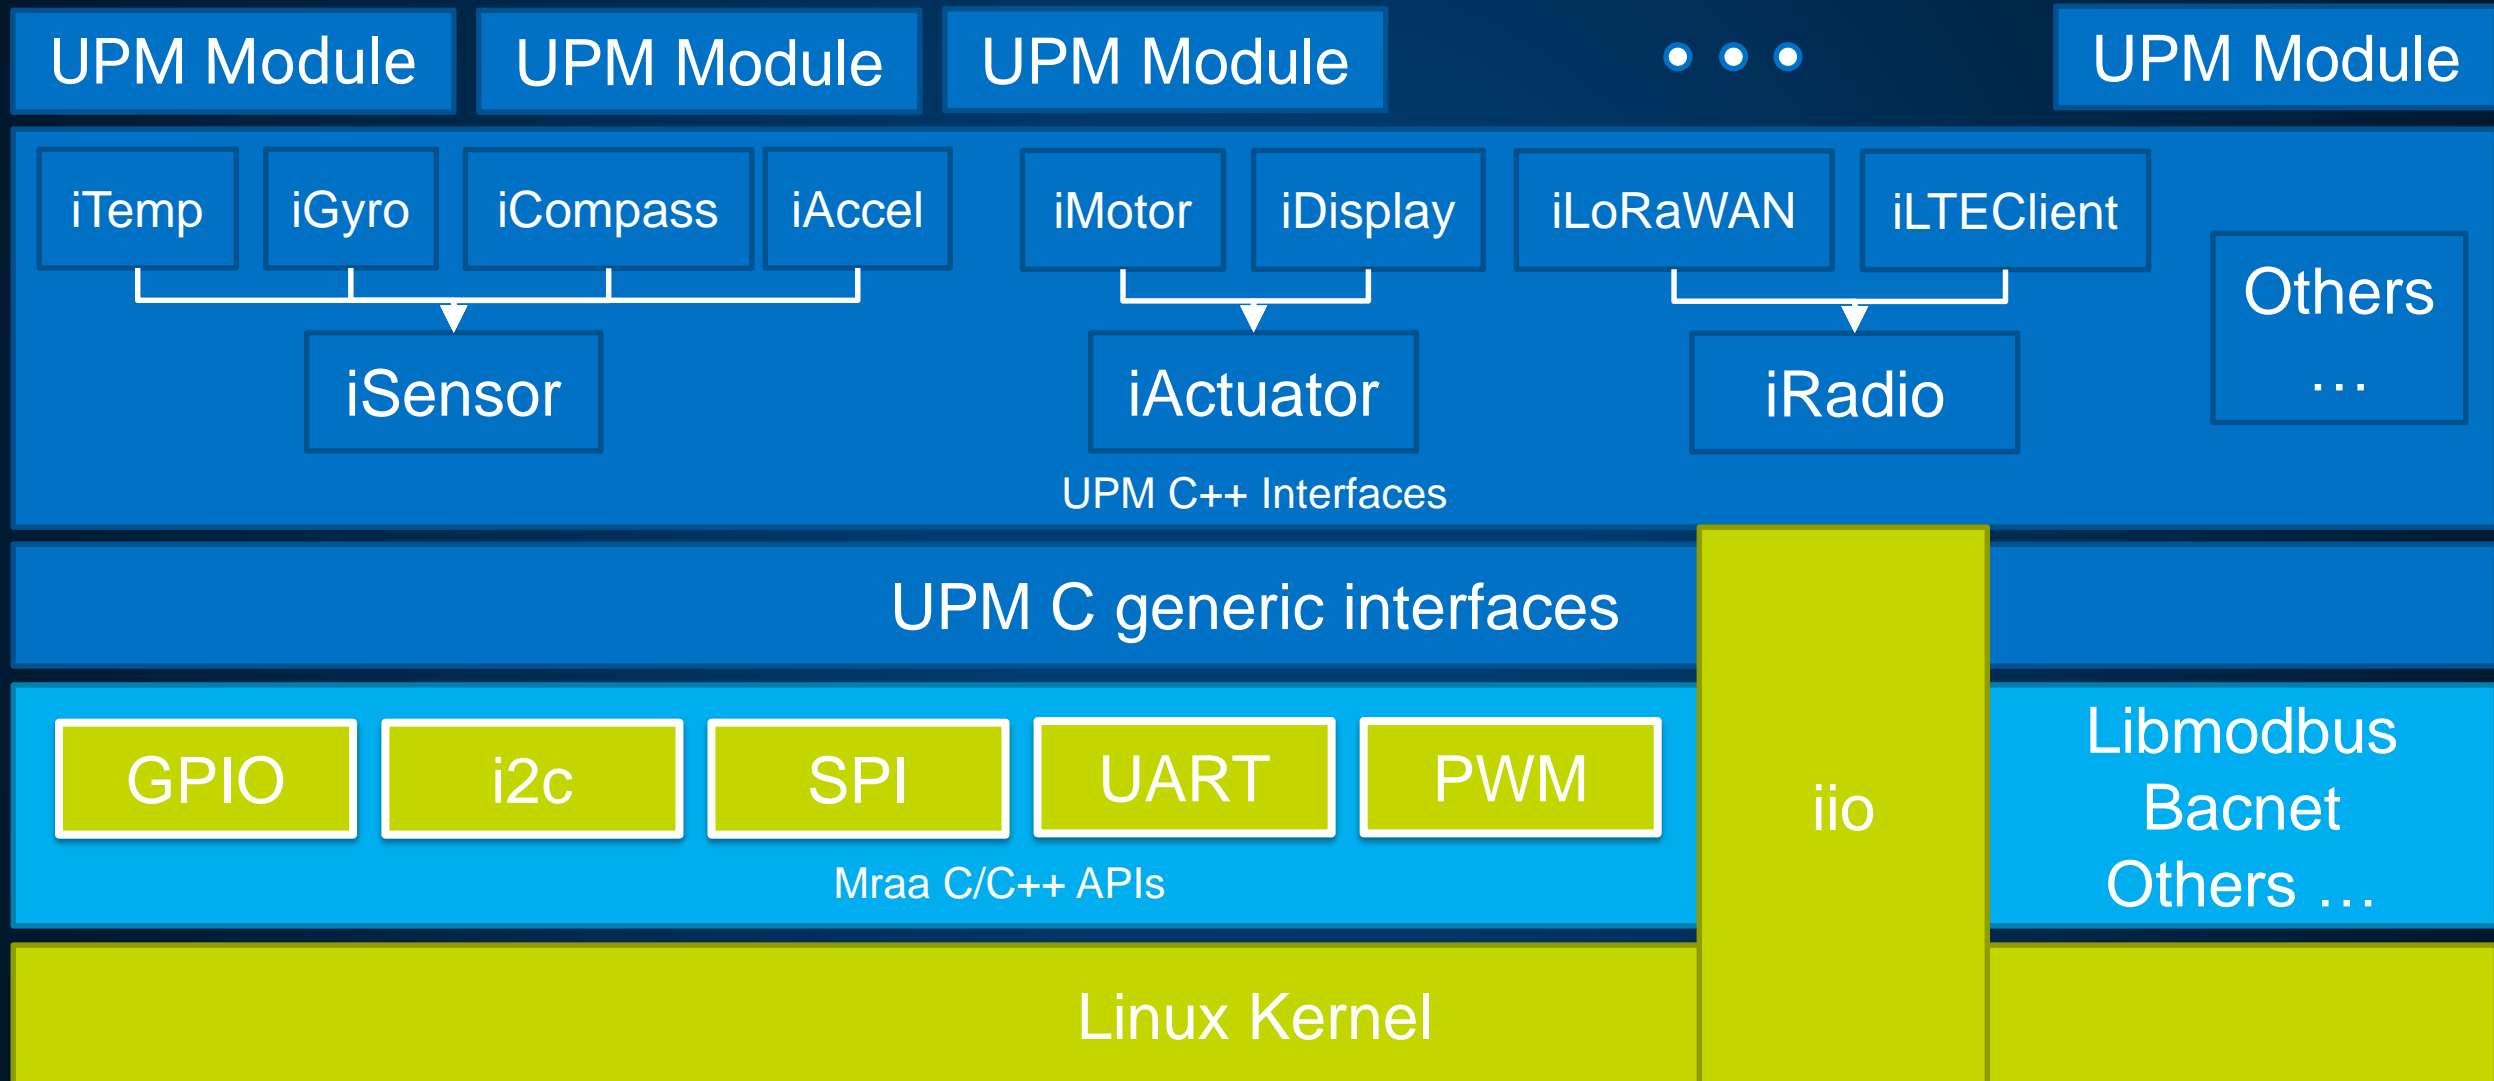 UPM Module
UPM Module
UPM Module
UPM Module
iTemp
iGyro
iCompass
iAccel
iMotor
iDisplay
iLoRaWAN
iLTEClient
Others
...
iSensor
iActuator
iRadio
UPM C++ Interfaces
UPM C generic interfaces
GPIO
i2c
SPI
UART
PWM
Mraa C/C++ APIs
iio
Libmodbus
Bacnet
Others ...
Linux Kernel